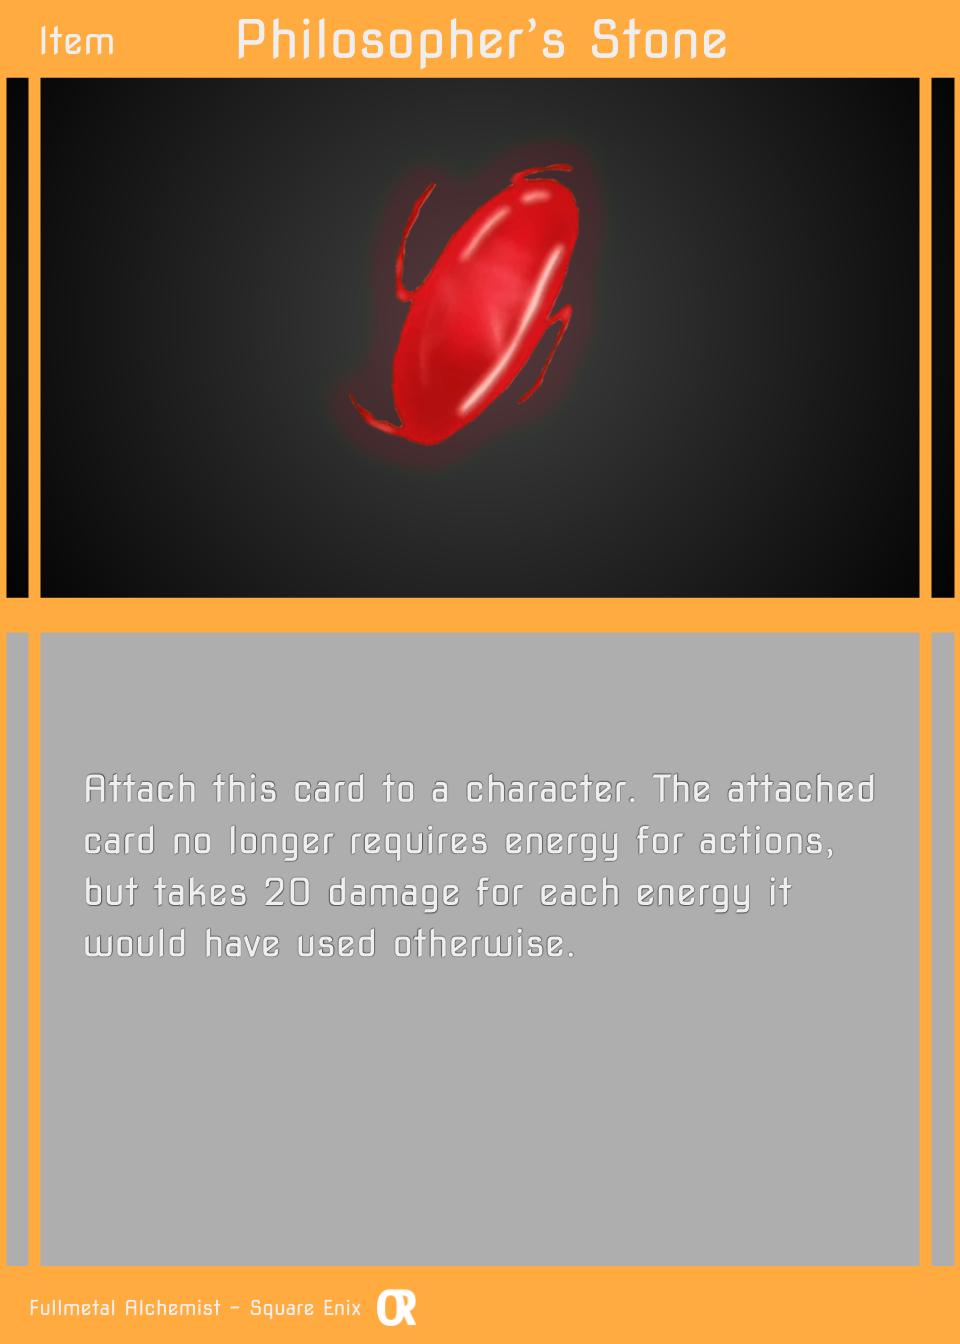 Item
Philosopher's Stone
Attach this card to a character. The attached
card no longer requires energy for actions,
but takes 20 damage for each energy it
would have used otherwise.
Fullmetal Alchemist - Square Enix OR